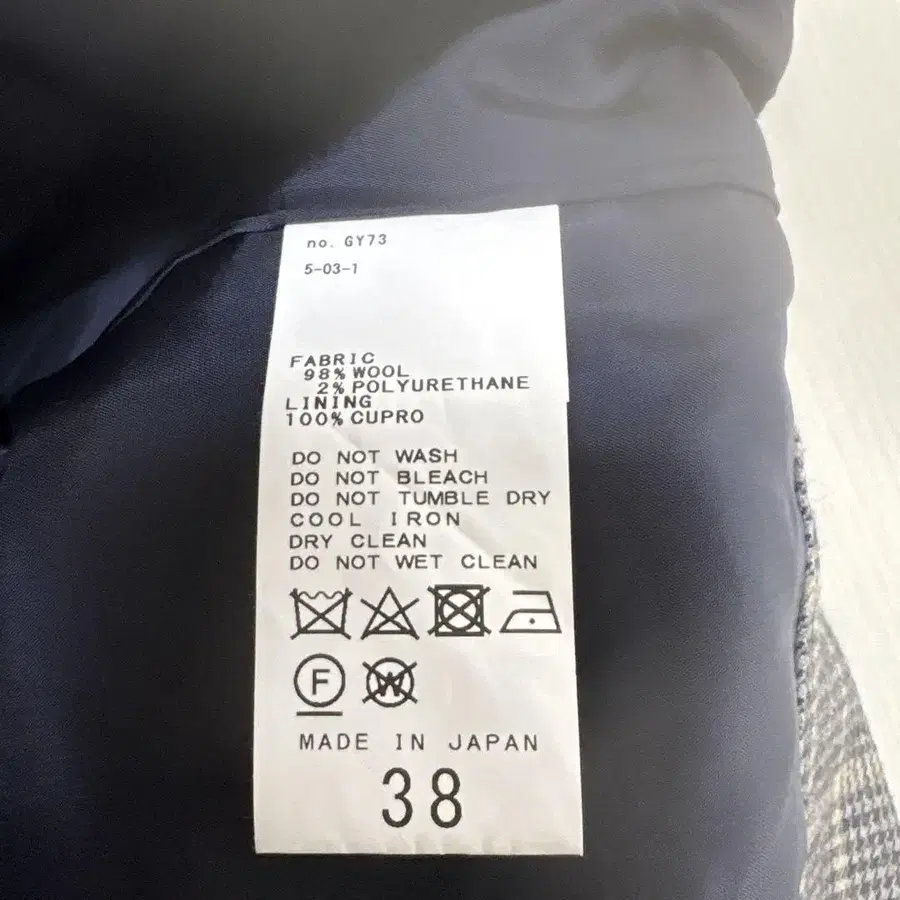 no. GY73
5-03-1
FABRIC
98% WOOL
2% POLYURETHANE
LINING
100% CUPRO
DO NOT WASH
DO NOT BLEACH
DO NOT TUMBLE DRY
COOL IRON
DRY CLEAN
DO NOT WET CLEAN
F W
MADE IN JAPAN
38